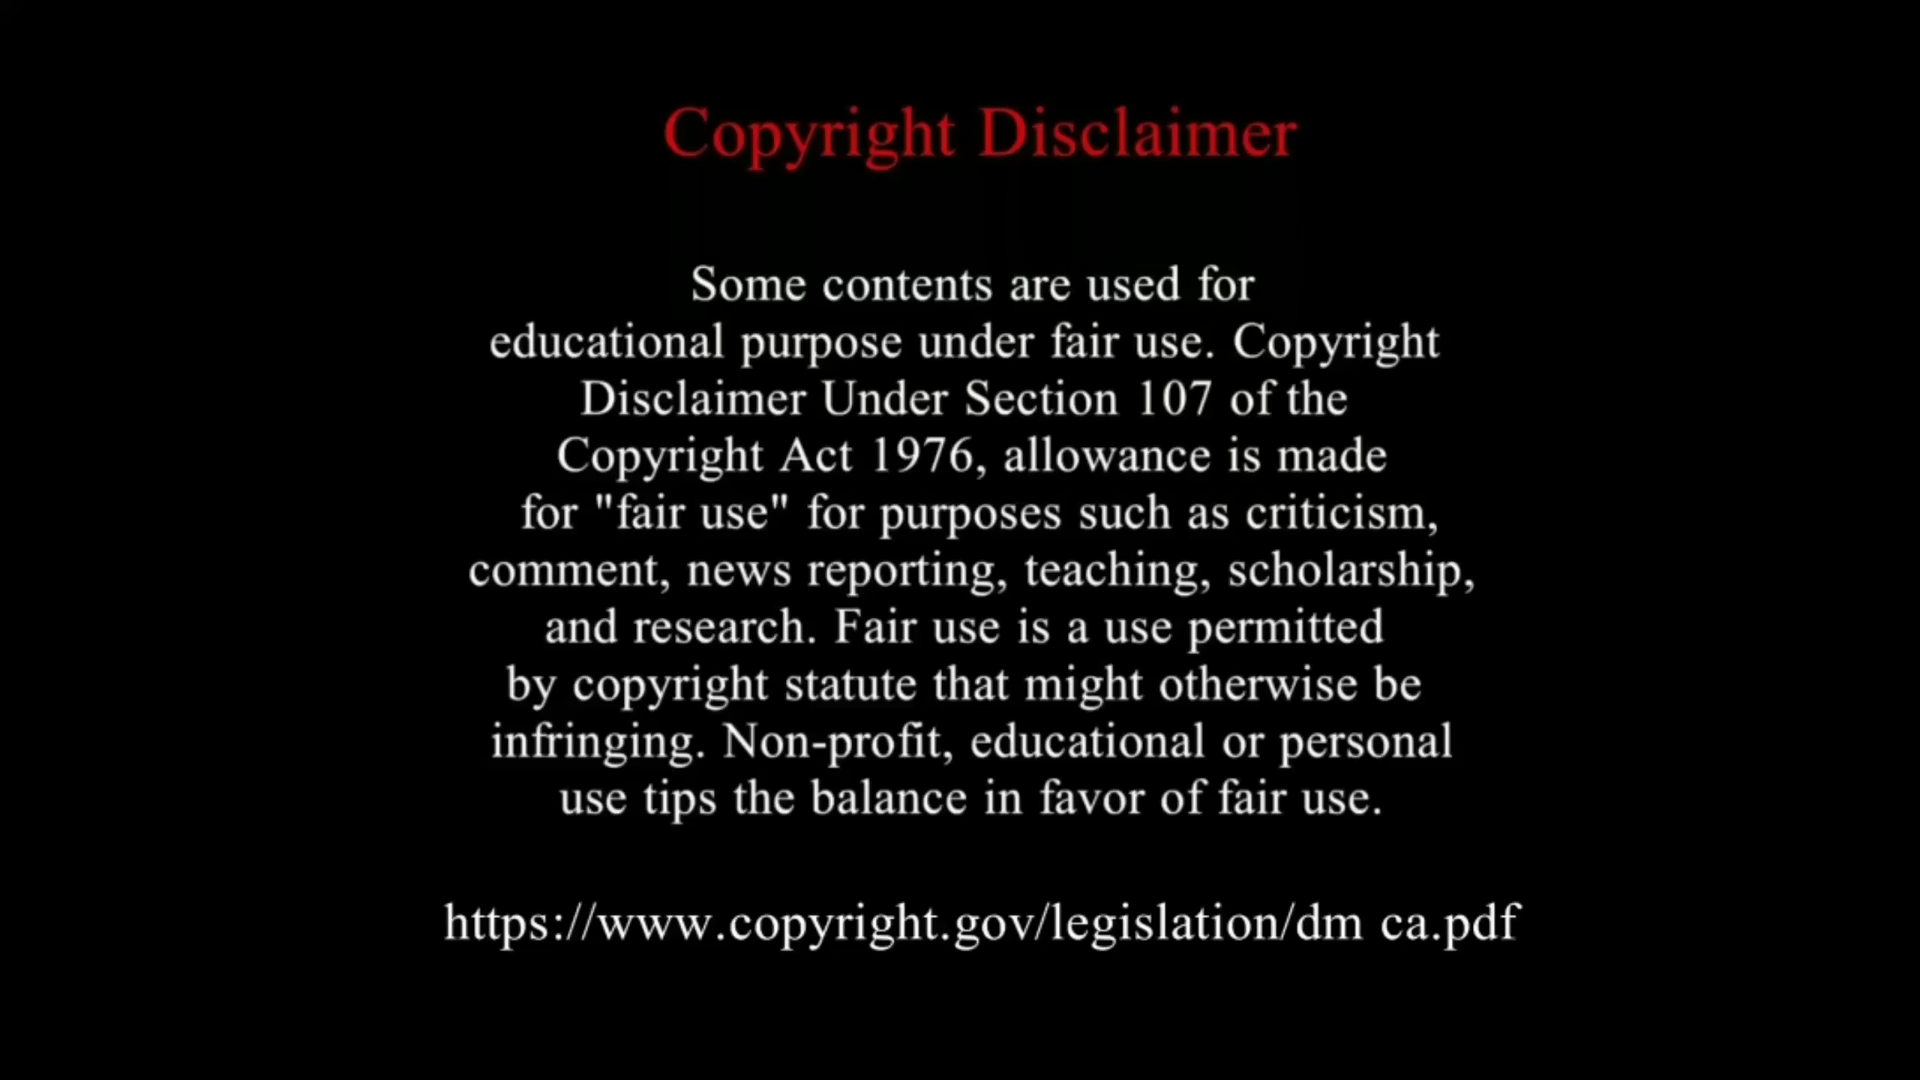 Copyright Disclaimer
Some contents are used for
educational purpose under fair use. Copyright
Disclaimer Under Section 107 of the
Copyright Act 1976, allowance is made
for "fair use" for purposes such as criticism,
comment, news reporting, teaching, scholarship,
and research. Fair use is a use permitted
by copyright statute that might otherwise be
infringing. Non-profit, educational or personal
use tips the balance in favor of fair use.
https://www.copyright.gov/legislation/dm ca.pdf